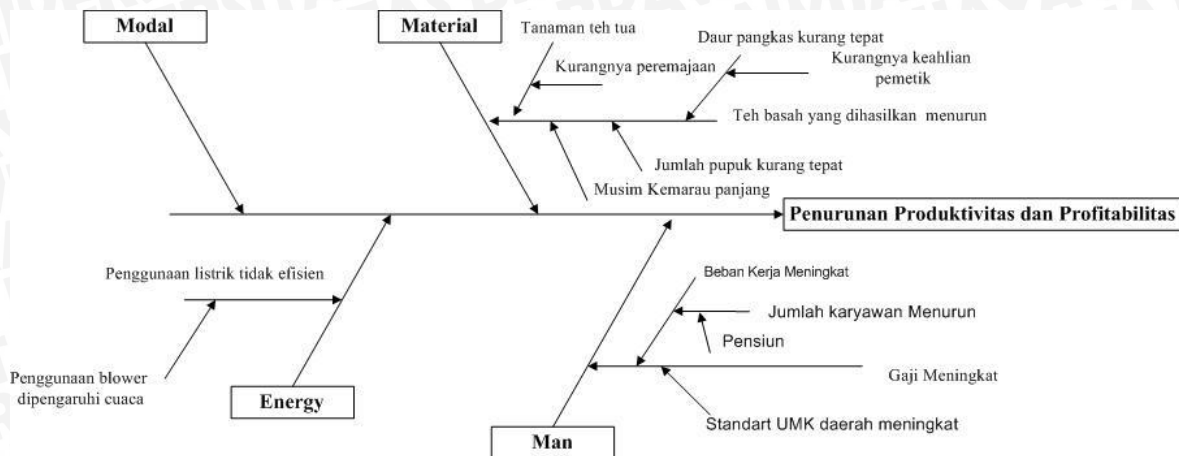 Modal
Material
Tanaman teh tua
Daur pangkas kurang tepat
Kurangnya peremajaan
Kurangnya keahlian
pemetik
Teh basah yang dihasilkan menurun
Jumlah pupuk kurang tepat
Musim Kemarau panjang
Penurunan Produktivitas dan Profitabilitas
Penggunaan listrik tidak efisien
Beban Kerja Meningkat
Jumlah karyawan Menurun
Pensiun
Penggunaan blower
dipengaruhi cuaca
Gaji Meningkat
Energy
Standart UMK daerah meningkat
Man